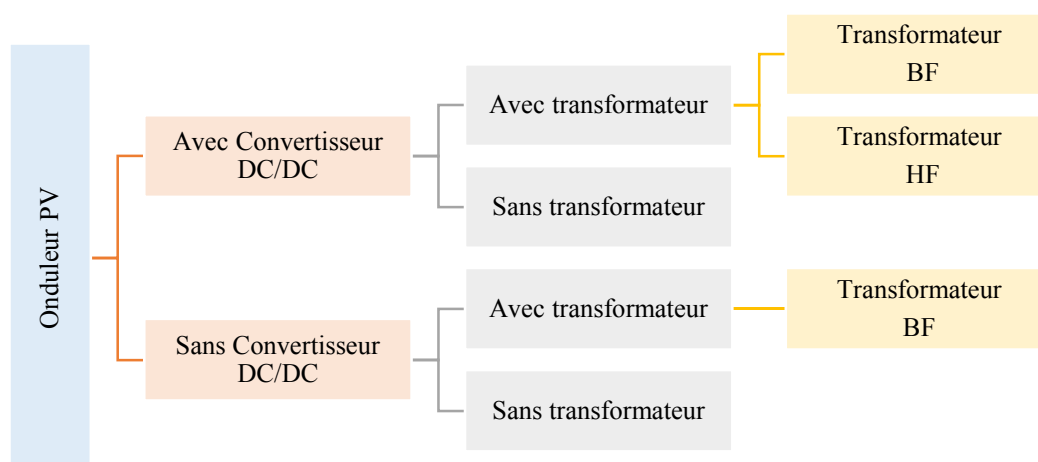 Onduleur PV
Avec Convertisseur
DC/DC
Avec transformateur
Transformateur
BF
Transformateur
HF
Sans transformateur
Sans Convertisseur
DC/DC
Avec transformateur
Transformateur
BF
Sans transformateur